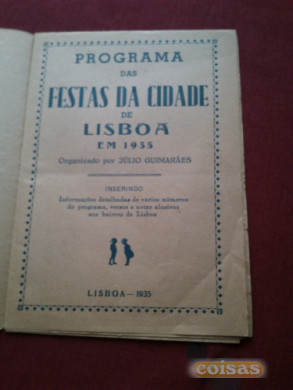 PROGRAMA
DAS
FESTAS DA CIDADE
DE
LISBOA
EM 1935
Organizado por JÚLIO GUIMARÃES
INSERINDO
Informações detalhadas de varios números
do programa, versos e notas alusivas
aos bairros de Lisboa
LISBOA — 1935
coisas